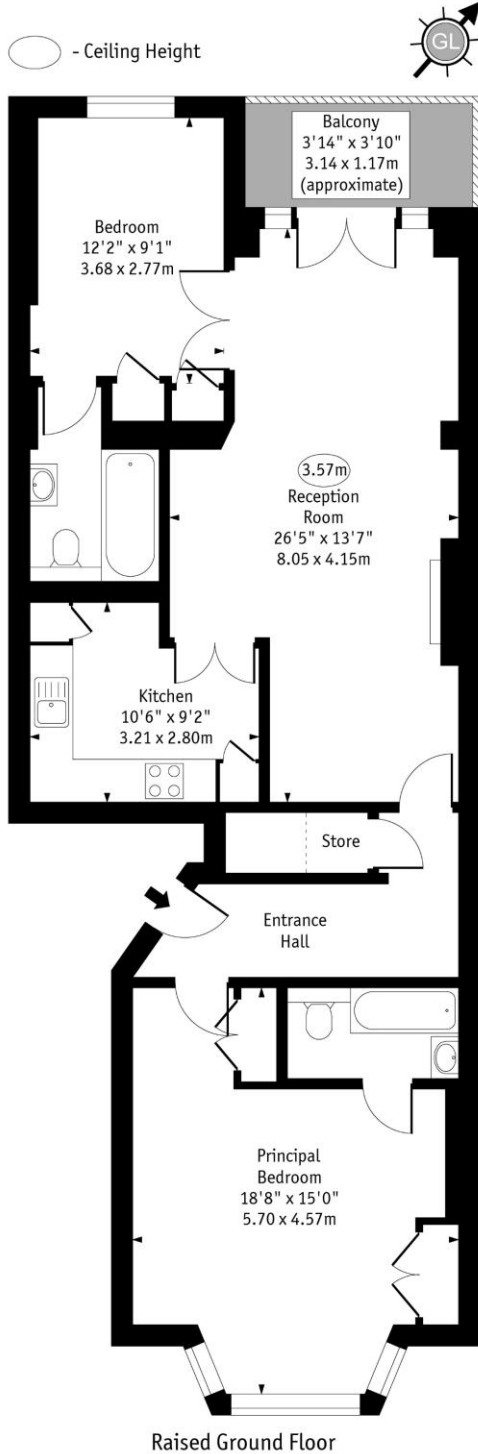 - Ceiling Height
GL
Balcony
3'14" x 3'10"
3.14 x 1.17m
(approximate)
Bedroom
12'2" x 9'1"
3.68 x 2.77m
3.57m
Reception
Room
26'5" x 13'7"
8.05 x 4.15m
Kitchen
10'6" x 9'2"
3.21 x 2.80m
Store
Entrance
Hall
Principal
Bedroom
18'8" x 15'0"
5.70 x 4.57m
Raised Ground Floor